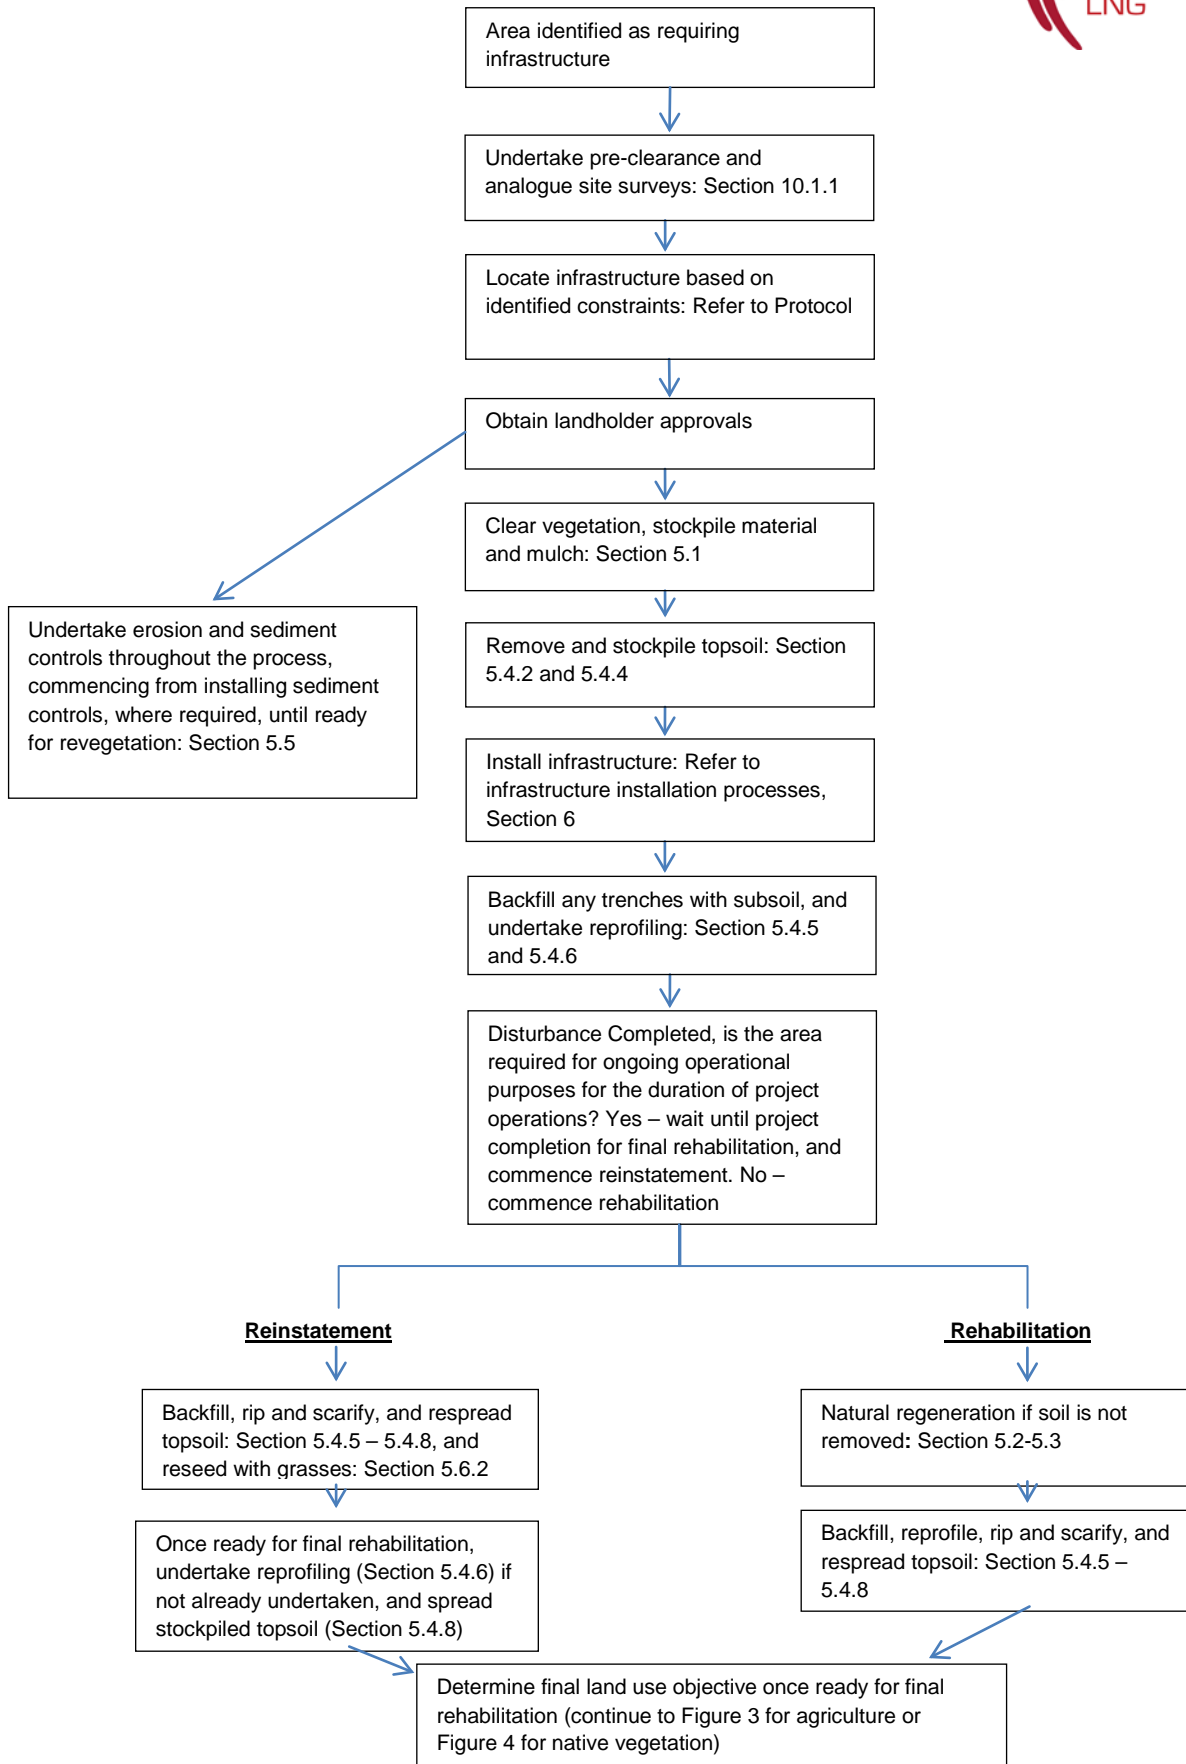 LNG
Area identified as requiring
infrastructure
Undertake pre-clearance and
analogue site surveys: Section 10.1.1
Locate infrastructure based on
identified constraints: Refer to Protocol
Obtain landholder approvals
Clear vegetation, stockpile material
and mulch: Section 5.1
Undertake erosion and sediment
controls throughout the process,
commencing from installing sediment
controls, where required, until ready
for revegetation: Section 5.5
Remove and stockpile topsoil: Section
5.4.2 and 5.4.4
Install infrastructure: Refer to
infrastructure installation processes,
Section 6
Backfill any trenches with subsoil, and
undertake reprofiling: Section 5.4.5
and 5.4.6
Disturbance Completed, is the area
required for ongoing operational
purposes for the duration of project
operations? Yes – wait until project
completion for final rehabilitation, and
commence reinstatement. No –
commence rehabilitation
Reinstatement
Backfill, rip and scarify, and respread
topsoil: Section 5.4.5 – 5.4.8, and
reseed with grasses: Section 5.6.2
Once ready for final rehabilitation,
undertake reprofiling (Section 5.4.6) if
not already undertaken, and spread
stockpiled topsoil (Section 5.4.8)
Rehabilitation
Natural regeneration if soil is not
removed: Section 5.2-5.3
Backfill, reprofile, rip and scarify, and
respread topsoil: Section 5.4.5 –
5.4.8
Determine final land use objective once ready for final
rehabilitation (continue to Figure 3 for agriculture or
Figure 4 for native vegetation)